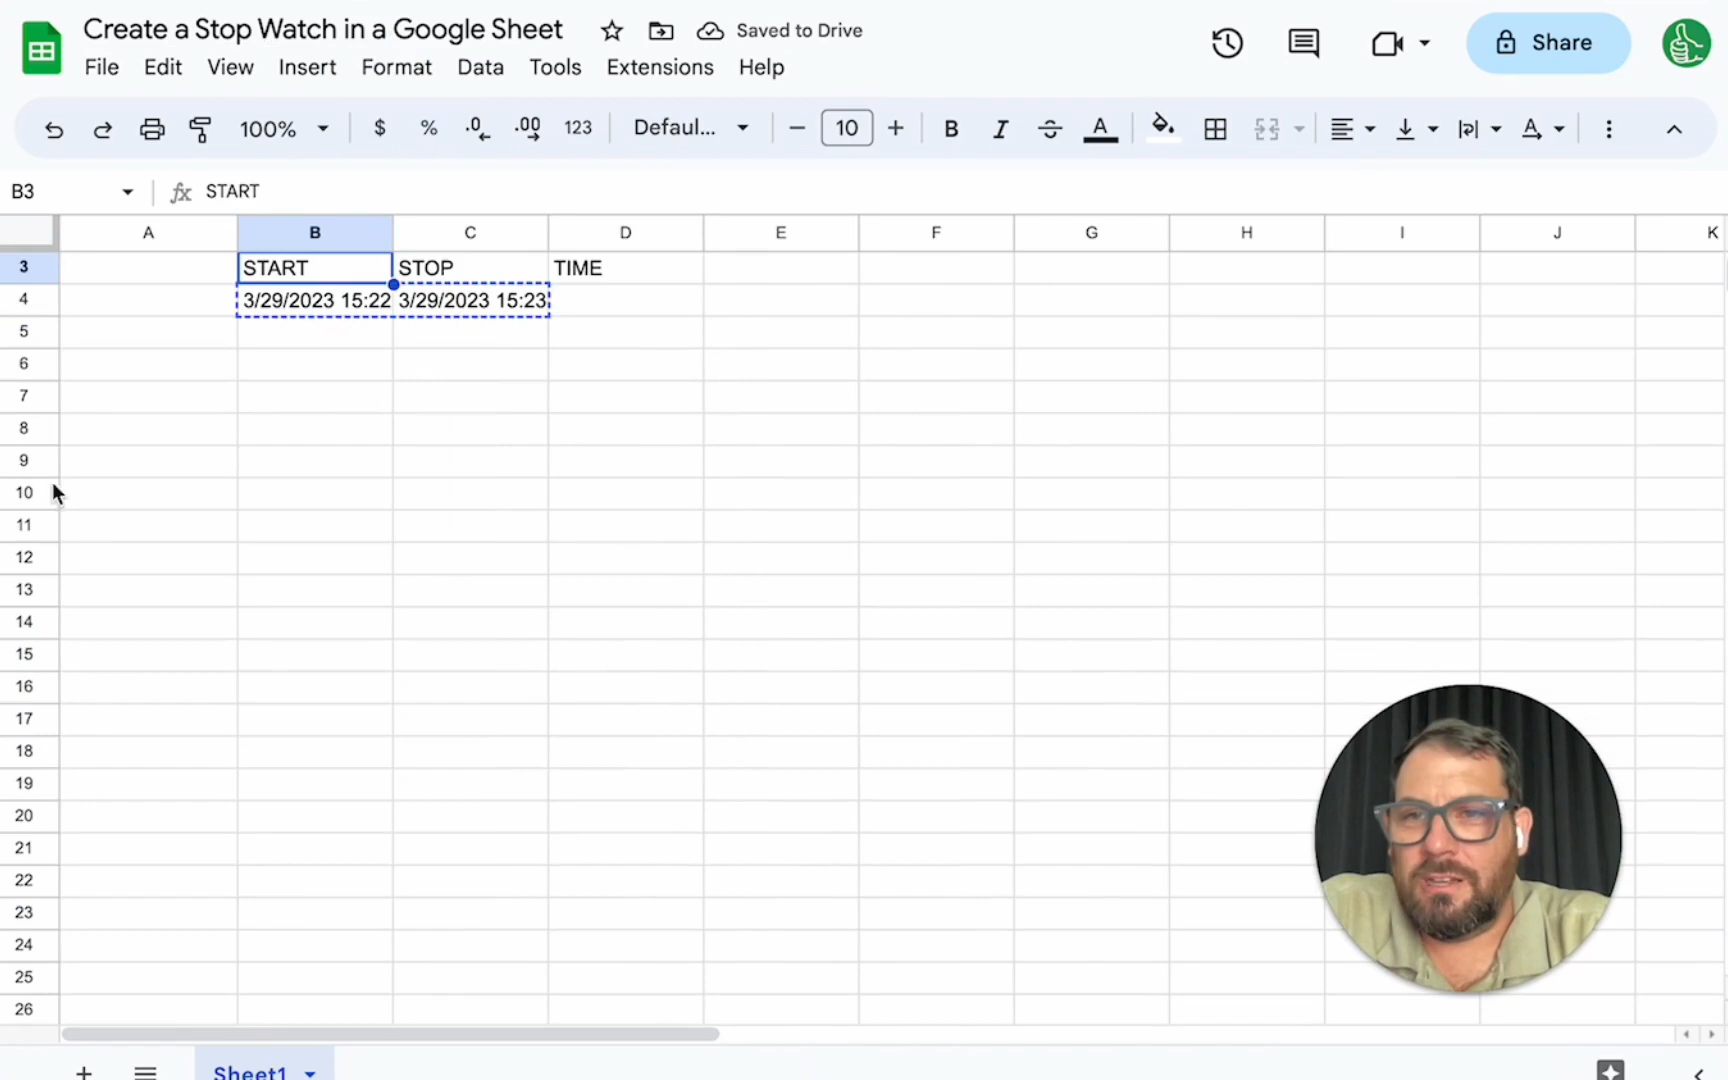 Create a Stop Watch in a Google Sheet Saved to Drive Share
File Edit View Insert Format Data Tools Extensions Help
100% $ % .0 .00 123 Defaul... 10 B I A A
B3 fx START
A B C D E F G H I J K
3 START STOP TIME
4 3/29/2023 15:22 3/29/2023 15:23
5
6
7
8
9
10
11
12
13
14
15
16
17
18
19
20
21
22
23
24
25
26
Sheet1